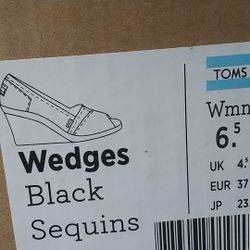 Wedges
Black
Sequins
TOMS
Wmn
6.5
UK 4.5
EUR 37
JP 23